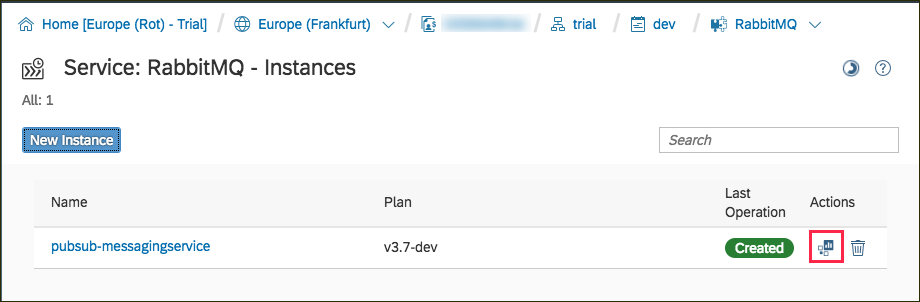 Home [Europe (Rot) - Trial] / Europe (Frankfurt) / / trial / dev / RabbitMQ
Service: RabbitMQ - Instances
All: 1
New Instance
Search
Name Plan Last Operation Actions
pubsub-messagingservice v3.7-dev Created